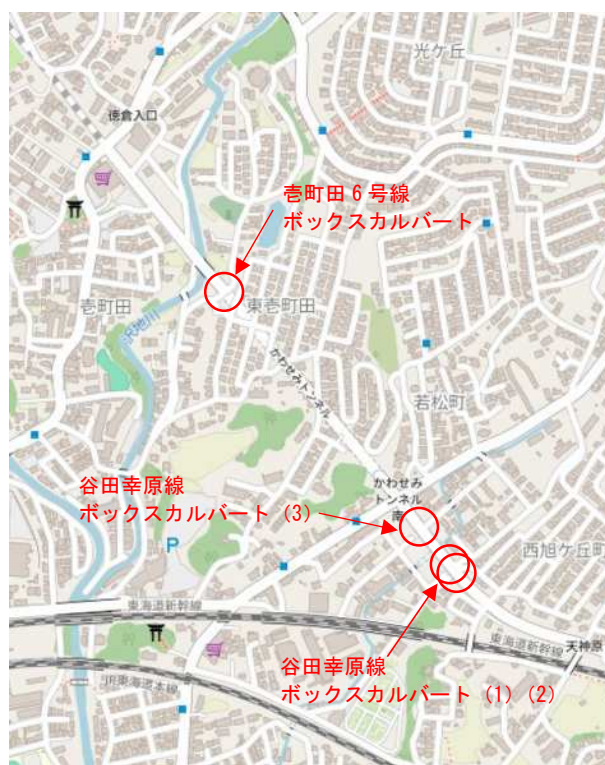 光ケ丘
徳倉入口
壱町田6号線
ボックスカルバート
壱町田
東壱町田
沢地川
かわせみトンネル
若松町
谷田幸原線
ボックスカルバート（3）
かわせみ
トンネル
南
P
西旭ケ丘町
東海道新幹線
東海道新幹線
天神原
JR東海道本線
谷田幸原線
ボックスカルバート（1）（2）